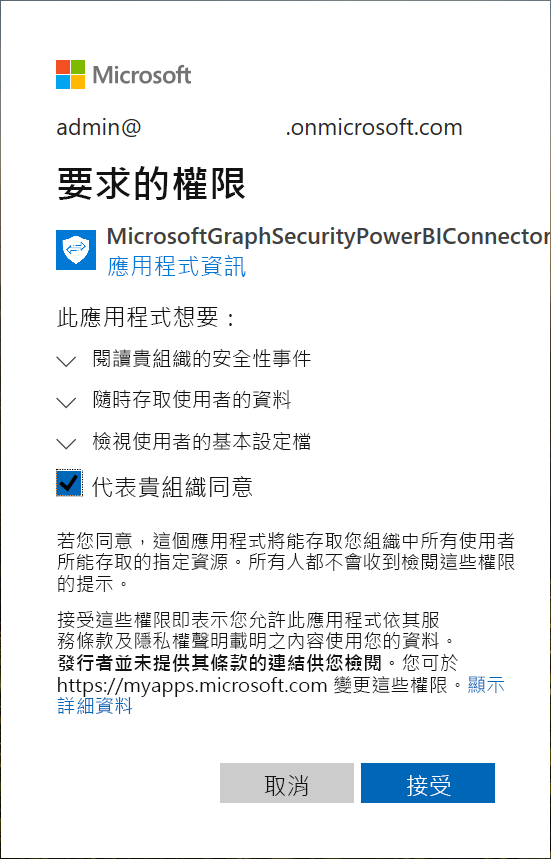 Microsoft
admin@ .onmicrosoft.com
要求的權限
MicrosoftGraphSecurityPowerBIConnector
應用程式資訊
此應用程式想要：
閱讀貴組織的安全性事件
隨時存取使用者的資料
檢視使用者的基本設定檔
代表貴組織同意
若您同意，這個應用程式將能存取您組織中所有使用者
所能存取的指定資源。所有人都不會收到檢閱這些權限
的提示。
接受這些權限即表示您允許此應用程式依其服
務條款及隱私權聲明載明之內容使用您的資料。
發行者並未提供其條款的連結供您檢閱。您可於
https://myapps.microsoft.com 變更這些權限。顯示
詳細資料
取消 接受